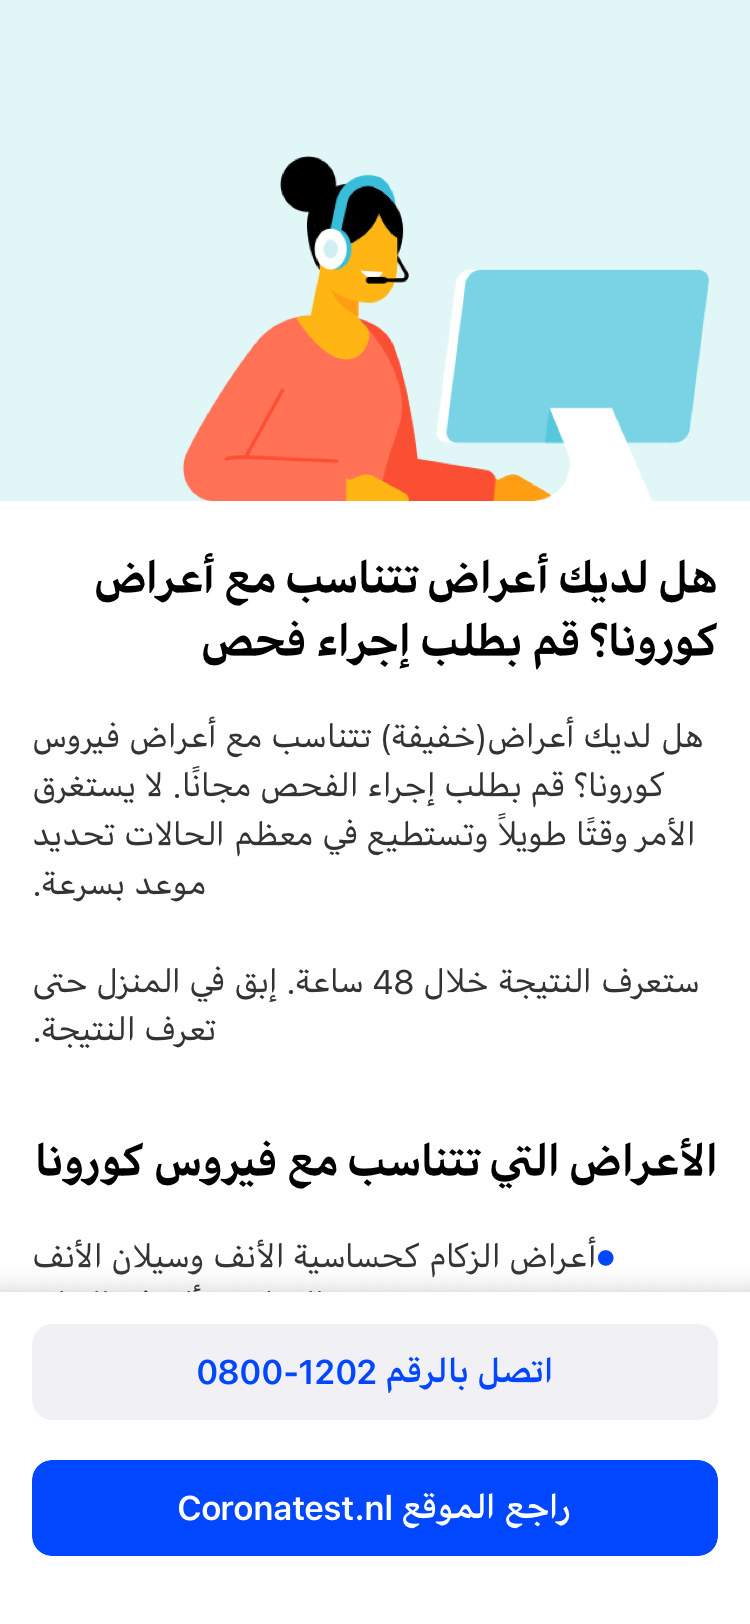 هل لديك أعراض تتناسب مع أعراض
كورونا؟ قم بطلب إجراء فحص
هل لديك أعراض(خفيفة) تتناسب مع أعراض فيروس
كورونا؟ قم بطلب إجراء الفحص مجانًا. لا يستغرق
الأمر وقتًا طويلاً وتستطيع في معظم الحالات تحديد
موعد بسرعة.
ستعرف النتيجة خلال 48 ساعة. إبق في المنزل حتى
تعرف النتيجة.
الأعراض التي تتناسب مع فيروس كورونا
أعراض الزكام كحساسية الأنف وسيلان الأنف
اتصل بالرقم 1202-0800
راجع الموقع Coronatest.nl